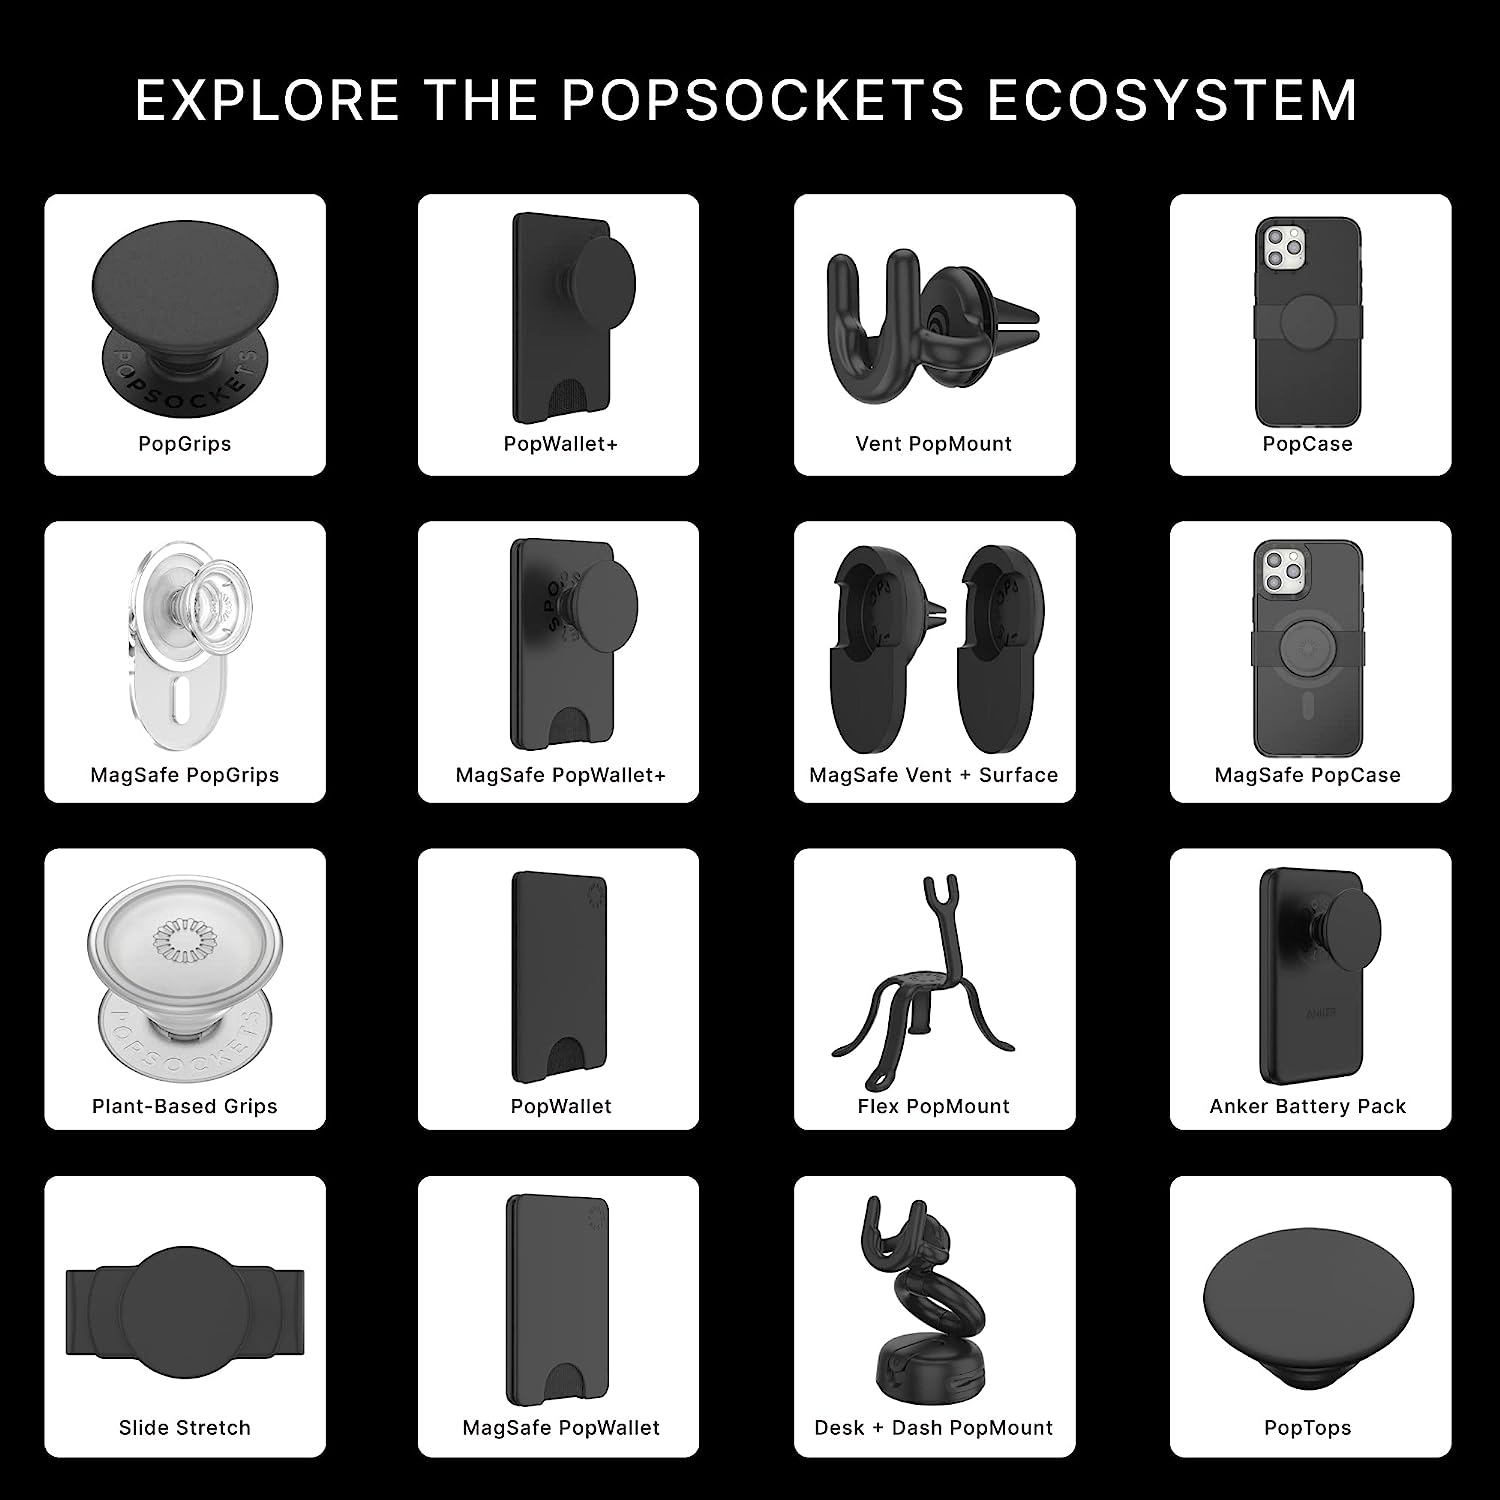 EXPLORE THE POPSOCKETS ECOSYSTEM
POPSOCKETS
PopGrips
PopWallet+
Vent PopMount
PopCase
MagSafe PopGrips
MagSafe PopWallet+
MagSafe Vent + Surface
MagSafe PopCase
POPSOCKETS
Plant-Based Grips
PopWallet
Flex PopMount
ANKER
Anker Battery Pack
Slide Stretch
MagSafe PopWallet
Desk + Dash PopMount
PopTops